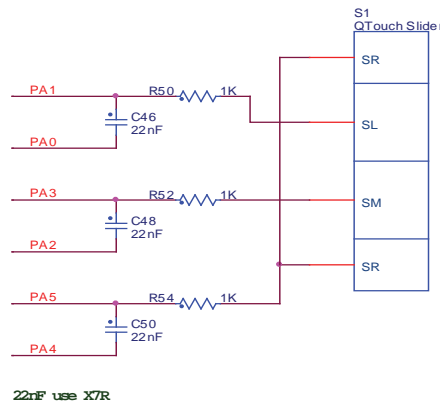 S1
QTouch Slider
SR
PA1
R50
1K
C46
22nF
SL
PA0
PA3
R52
1K
SM
C48
22nF
PA2
SR
PA5
R54
1K
C50
22nF
PA4
22nF use X7R